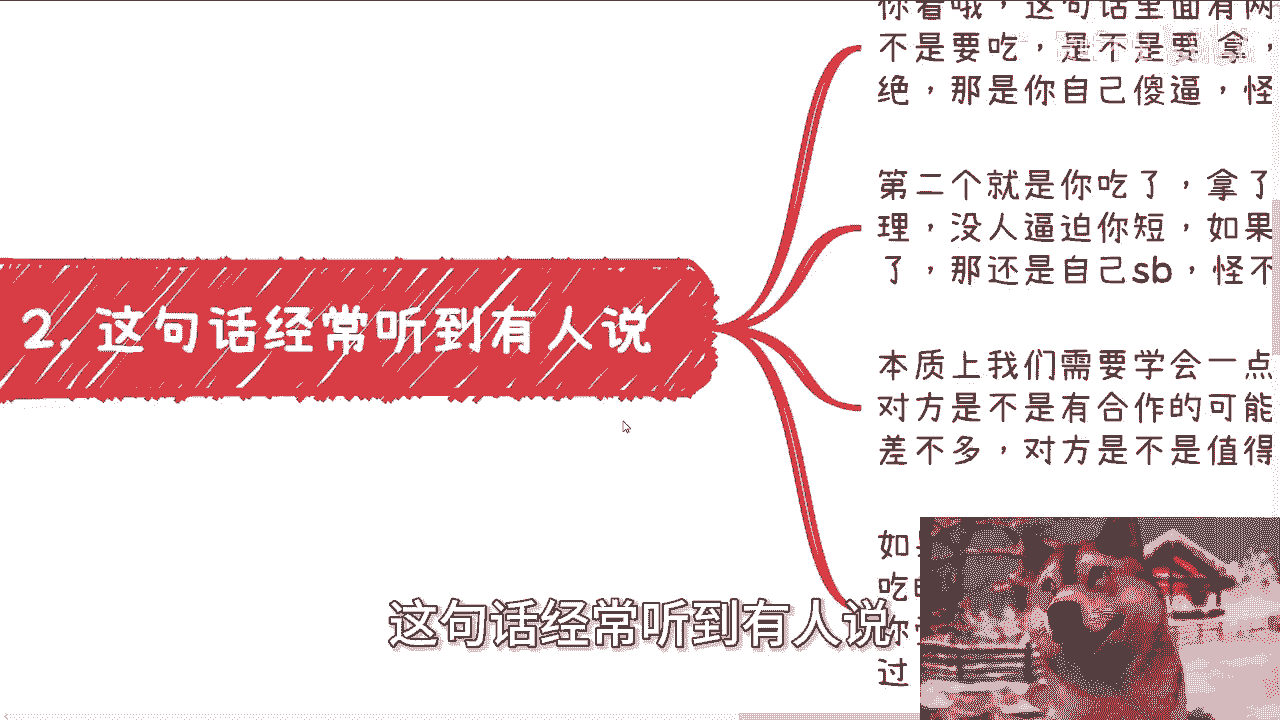 2. 这句话经常听到有人说
你看哦，这句话里面有两
不是要吃，是不是要 拿，
绝，那是你自己傻逼，怪
第二个就是你吃了，拿了
理，没人逼迫你短，如果
了，那还是自己sb，怪不
本质上我们需要学会一点
对方是不是有合作的可能
差不多，对方是不是值得
如
吃
你
过
这句话经常听到有人说